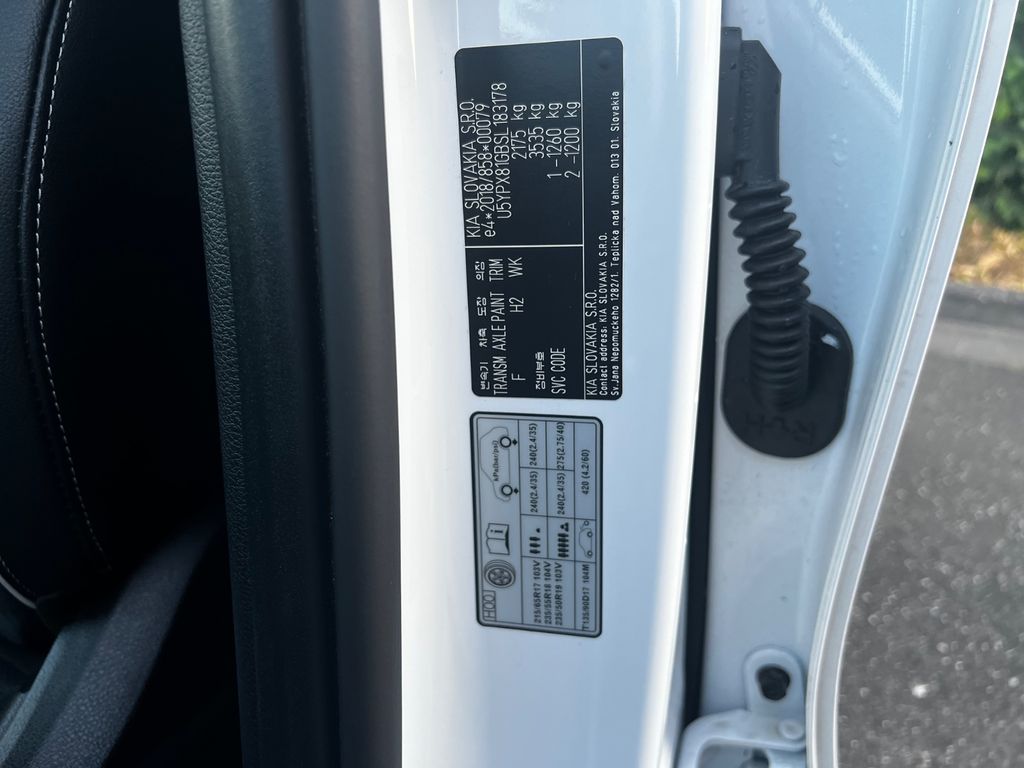 KIA SLOVAKIA S.R.O.
e4*2018/858*00179
U5YPX81GBSL183178
2175 kg
3535 kg
1 -1260 kg
2 -1200 kg
변속기 차축 도장 의장
TRANSM AXLE PAINT TRIM
F H2 WK
정비부호
SVC CODE
KIA SLOVAKIA S.R.O.
Contact address: KIA SLOVAKIA S.R.O.
Sv.Jana Nepomuckeho 1282/1. Teplicka nad Vahom. 013 01. Slovakia
kPa(bar/psi)
215/65R17 103V
235/55R18 104V
235/50R19 103V
240(2.4/35) 240(2.4/35)
240(2.4/35) 275(2.75/40)
T135/90D17 104M 420 (4.2/60)